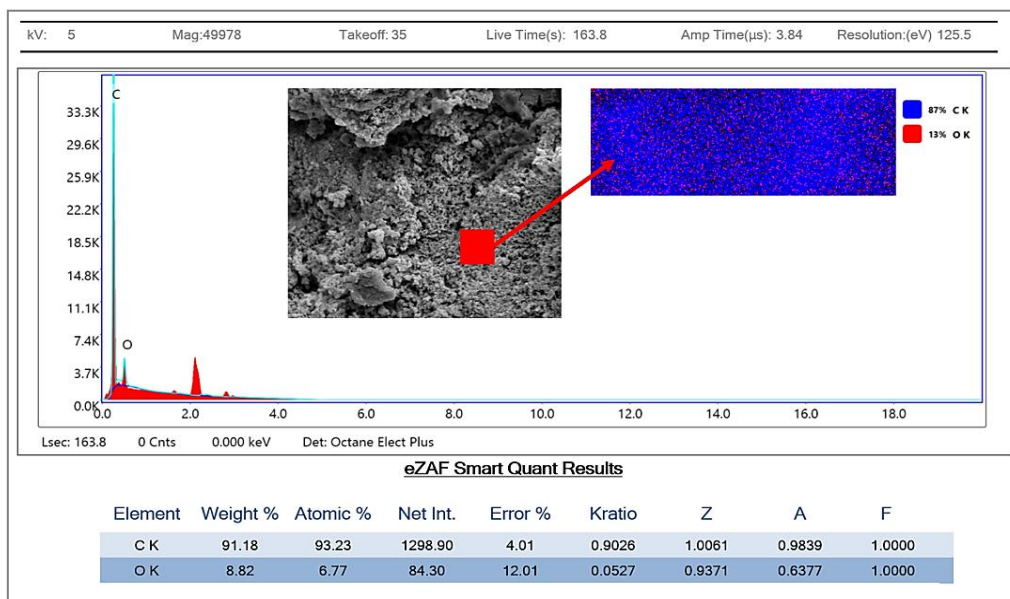 kV: 5 Mag:49978 Takeoff: 35 Live Time(s): 163.8 Amp Time(µs): 3.84 Resolution:(eV) 125.5
C
87% C K
13% O K
33.3K
29.6K
25.9K
22.2K
18.5K
14.8K
11.1K
7.4K
O
3.7K
0.0K
0.0 2.0 4.0 6.0 8.0 10.0 12.0 14.0 16.0 18.0
Lsec: 163.8 0 Cnts 0.000 keV Det: Octane Elect Plus
eZAF Smart Quant Results
Element Weight % Atomic % Net Int. Error % Kratio Z A F
C K 91.18 93.23 1298.90 4.01 0.9026 1.0061 0.9839 1.0000
O K 8.82 6.77 84.30 12.01 0.0527 0.9371 0.6377 1.0000